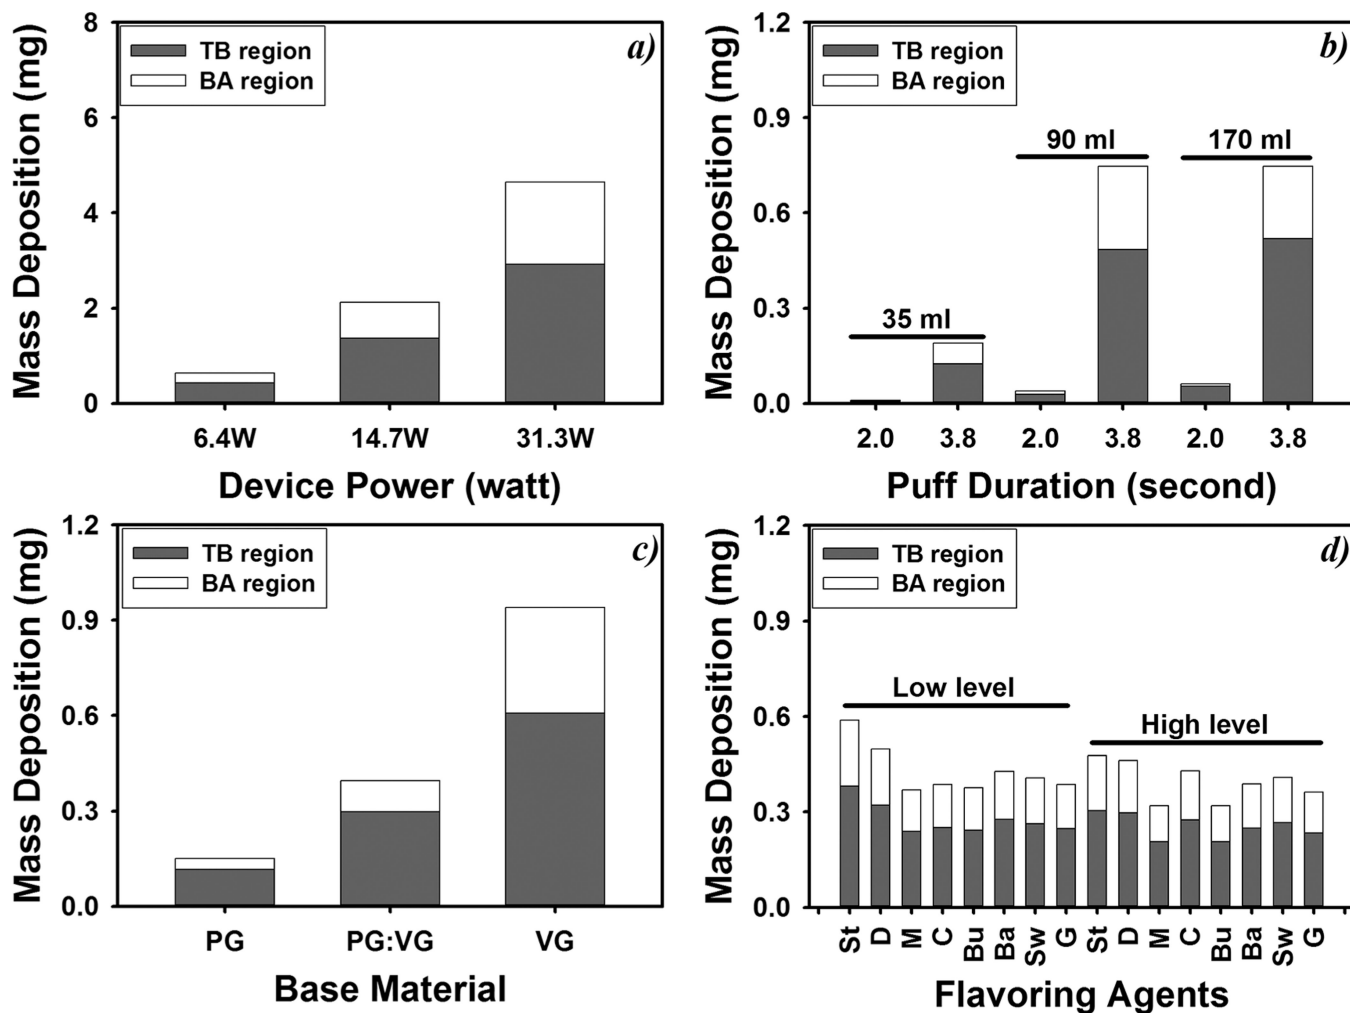 a)
TB region
BA region
Mass Deposition (mg)
8
6
4
2
0
6.4W 14.7W 31.3W
Device Power (watt)
b)
TB region
BA region
Mass Deposition (mg)
1.2
0.9
0.6
0.3
0.0
35 ml
90 ml
170 ml
2.0 3.8 2.0 3.8 2.0 3.8
Puff Duration (second)
c)
TB region
BA region
Mass Deposition (mg)
1.2
0.9
0.6
0.3
0.0
PG PG:VG VG
Base Material
d)
TB region
BA region
Mass Deposition (mg)
1.2
0.9
0.6
0.3
0.0
Low level
High level
St D M C Bu Ba Sw G St D M C Bu Ba Sw G
Flavoring Agents